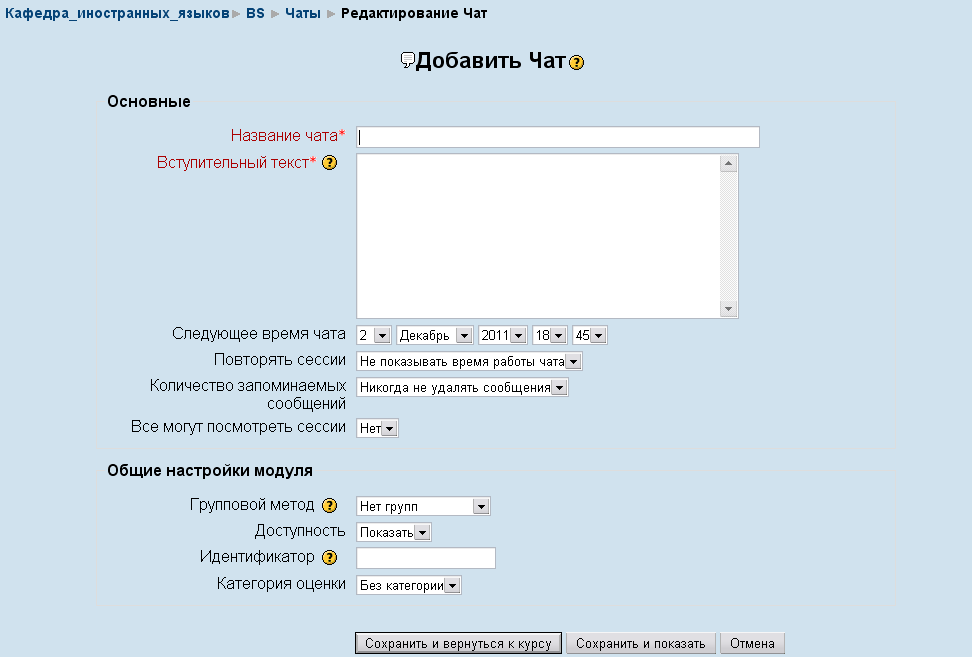 Кафедра_иностранных_языков ► BS ► Чаты ► Редактирование Чат
Добавить Чат ?
Основные
Название чата*
Вступительный текст* ?
Следующее время чата 2 Декабрь 2011 18 45
Повторять сессии Не показывать время работы чата
Количество запоминаемых Никогда не удалять сообщения
сообщений
Все могут посмотреть сессии Нет
Общие настройки модуля
Групповой метод ? Нет групп
Доступность Показать
Идентификатор ?
Категория оценки Без категории
Сохранить и вернуться к курсу Сохранить и показать Отмена